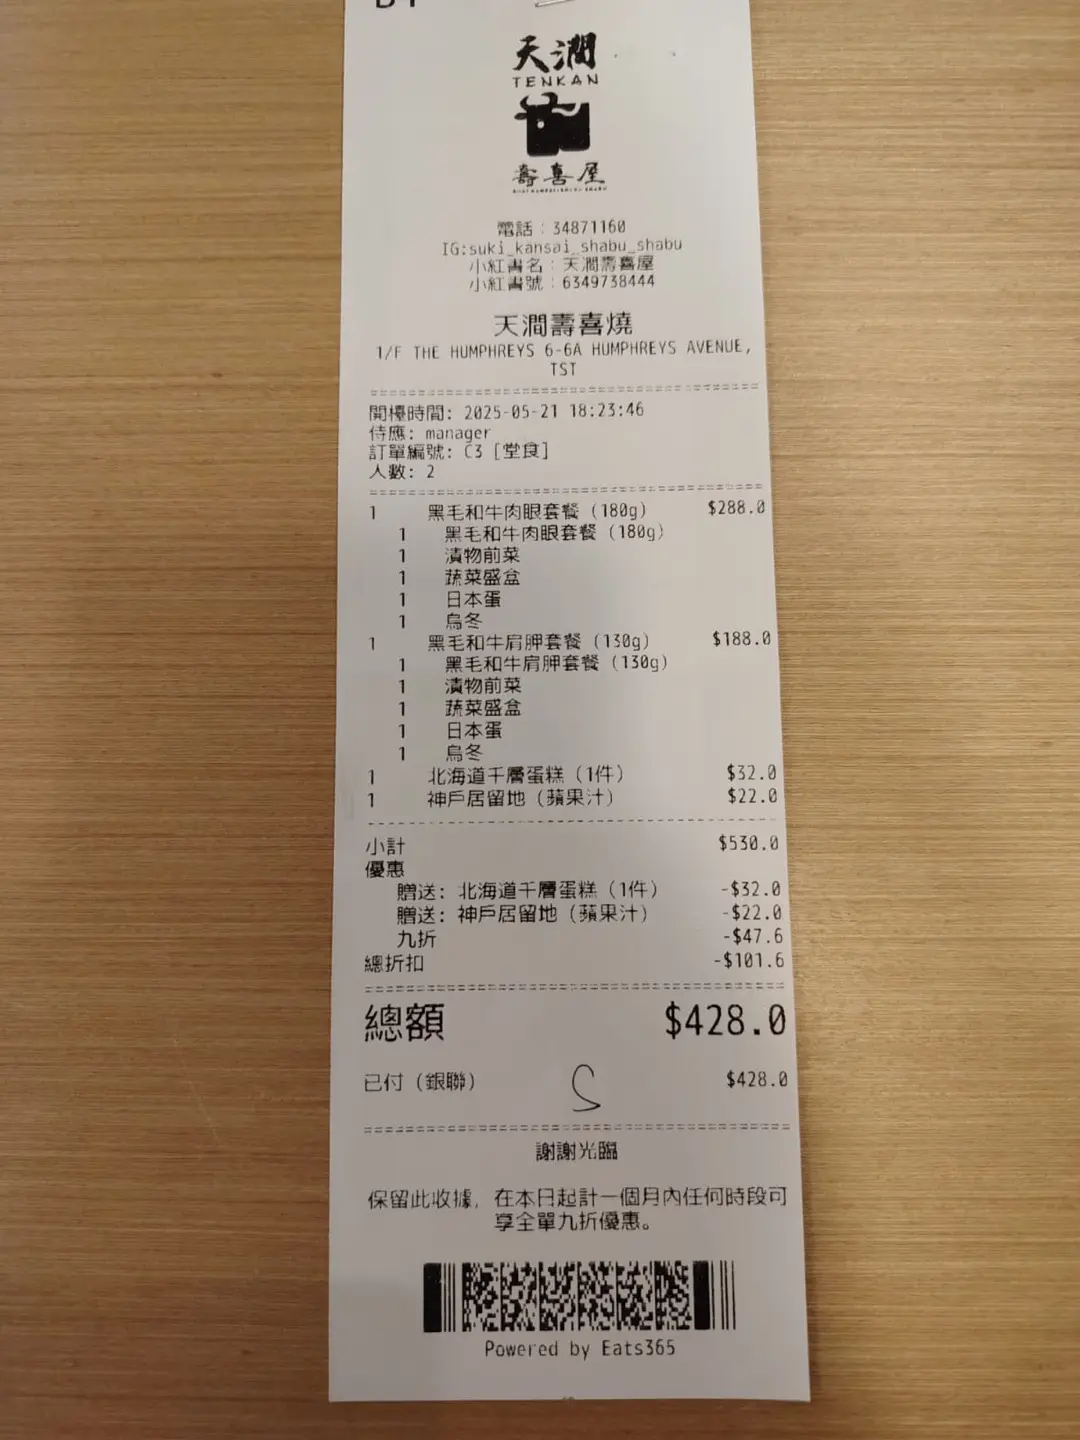 天潤
TENKAN
壽喜屋
電話：34871160
IG:suki_kansai_shabu_shabu
小紅書名：天潤壽喜屋
小紅書號：6349738444
天潤壽喜燒
1/F THE HUMPHREYS 6-6A HUMPHREYS AVENUE,
TST
開檯時間: 2025-05-21 18:23:46
侍應: manager
訂單編號: C3 [堂食]
人數: 2
1 黑毛和牛肉眼套餐 (180g) $288.0
1 黑毛和牛肉眼套餐 (180g)
1 漬物前菜
1 蔬菜盛盒
1 日本蛋
1 烏冬
1 黑毛和牛肩胛套餐 (130g) $188.0
1 黑毛和牛肩胛套餐 (130g)
1 漬物前菜
1 蔬菜盛盒
1 日本蛋
1 烏冬
1 北海道千層蛋糕 (1件) $32.0
1 神戶居留地 (蘋果汁) $22.0
小計 $530.0
優惠
贈送: 北海道千層蛋糕 (1件) -$32.0
贈送: 神戶居留地 (蘋果汁) -$22.0
九折 -$47.6
總折扣 -$101.6
總額 $428.0
已付 (銀聯) $428.0
謝謝光臨
保留此收據, 在本日起計一個月內任何時段可
享全單九折優惠。
Powered by Eats365